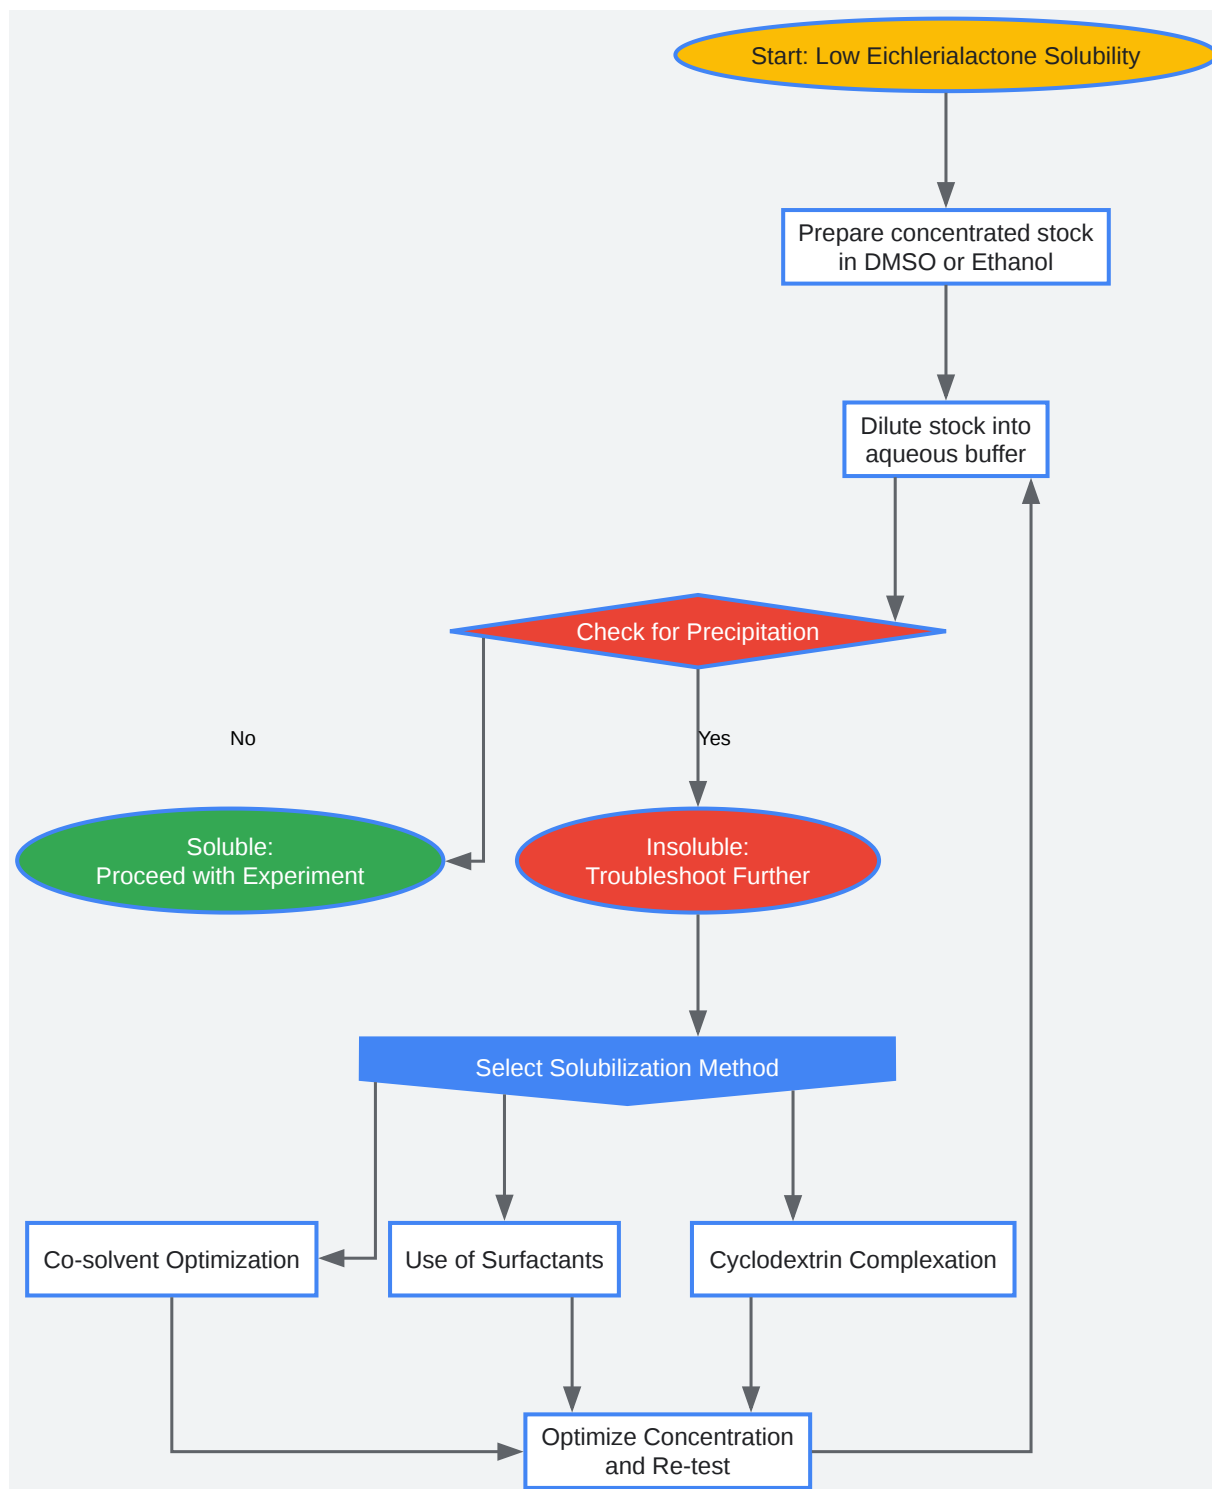 Start: Low Eichlerialactone Solubility
Prepare concentrated stock
in DMSO or Ethanol
Dilute stock into
aqueous buffer
Check for Precipitation
No
Yes
Soluble:
Proceed with Experiment
Insoluble:
Troubleshoot Further
Select Solubilization Method
Co-solvent Optimization
Use of Surfactants
Cyclodextrin Complexation
Optimize Concentration
and Re-test